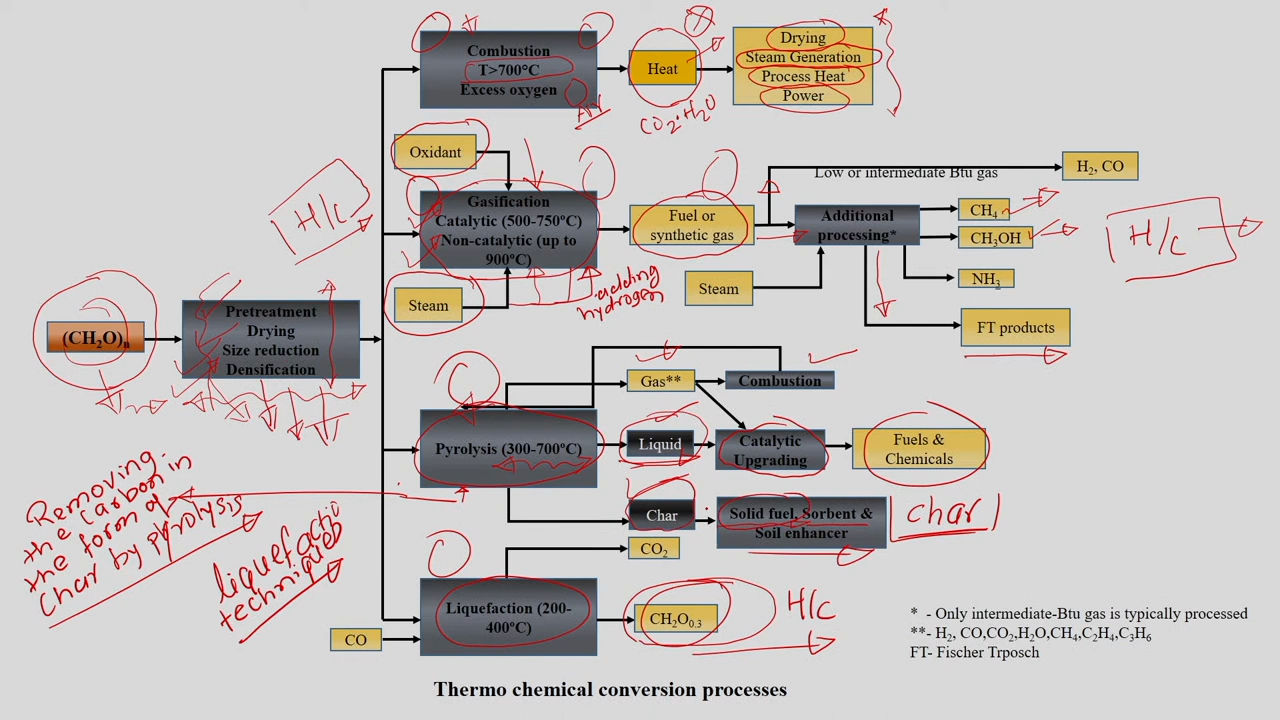 Combustion
T>700°C
Excess oxygen
Air
Heat
CO2+H2O
Drying
Steam Generation
Process Heat
Power
Oxidant
Gasification
Catalytic (500-750°C)
Non-catalytic (up to
900°C)
Steam
adding
hydrogen
H/C
Fuel or
synthetic gas
Low or intermediate Btu gas
H2, CO
Additional
processing*
Steam
CH4
CH3OH
NH3
FT products
H/C
(CH2O)n
Pretreatment
Drying
Size reduction
Densification
Pyrolysis (300-700°C)
Gas**
Combustion
Liquid
Catalytic
Upgrading
Fuels &
Chemicals
Char
Solid fuel, Sorbent &
Soil enhancer
char
Removing
the carbon in
the form of
char by pyrolysis
liquefaction
techniques
CO
Liquefaction (200-
400°C)
CO2
CH2O0.3
H/C
* - Only intermediate-Btu gas is typically processed
**- H2, CO,CO2,H2O,CH4,C2H4,C3H6
FT- Fischer Trposch
Thermo chemical conversion processes